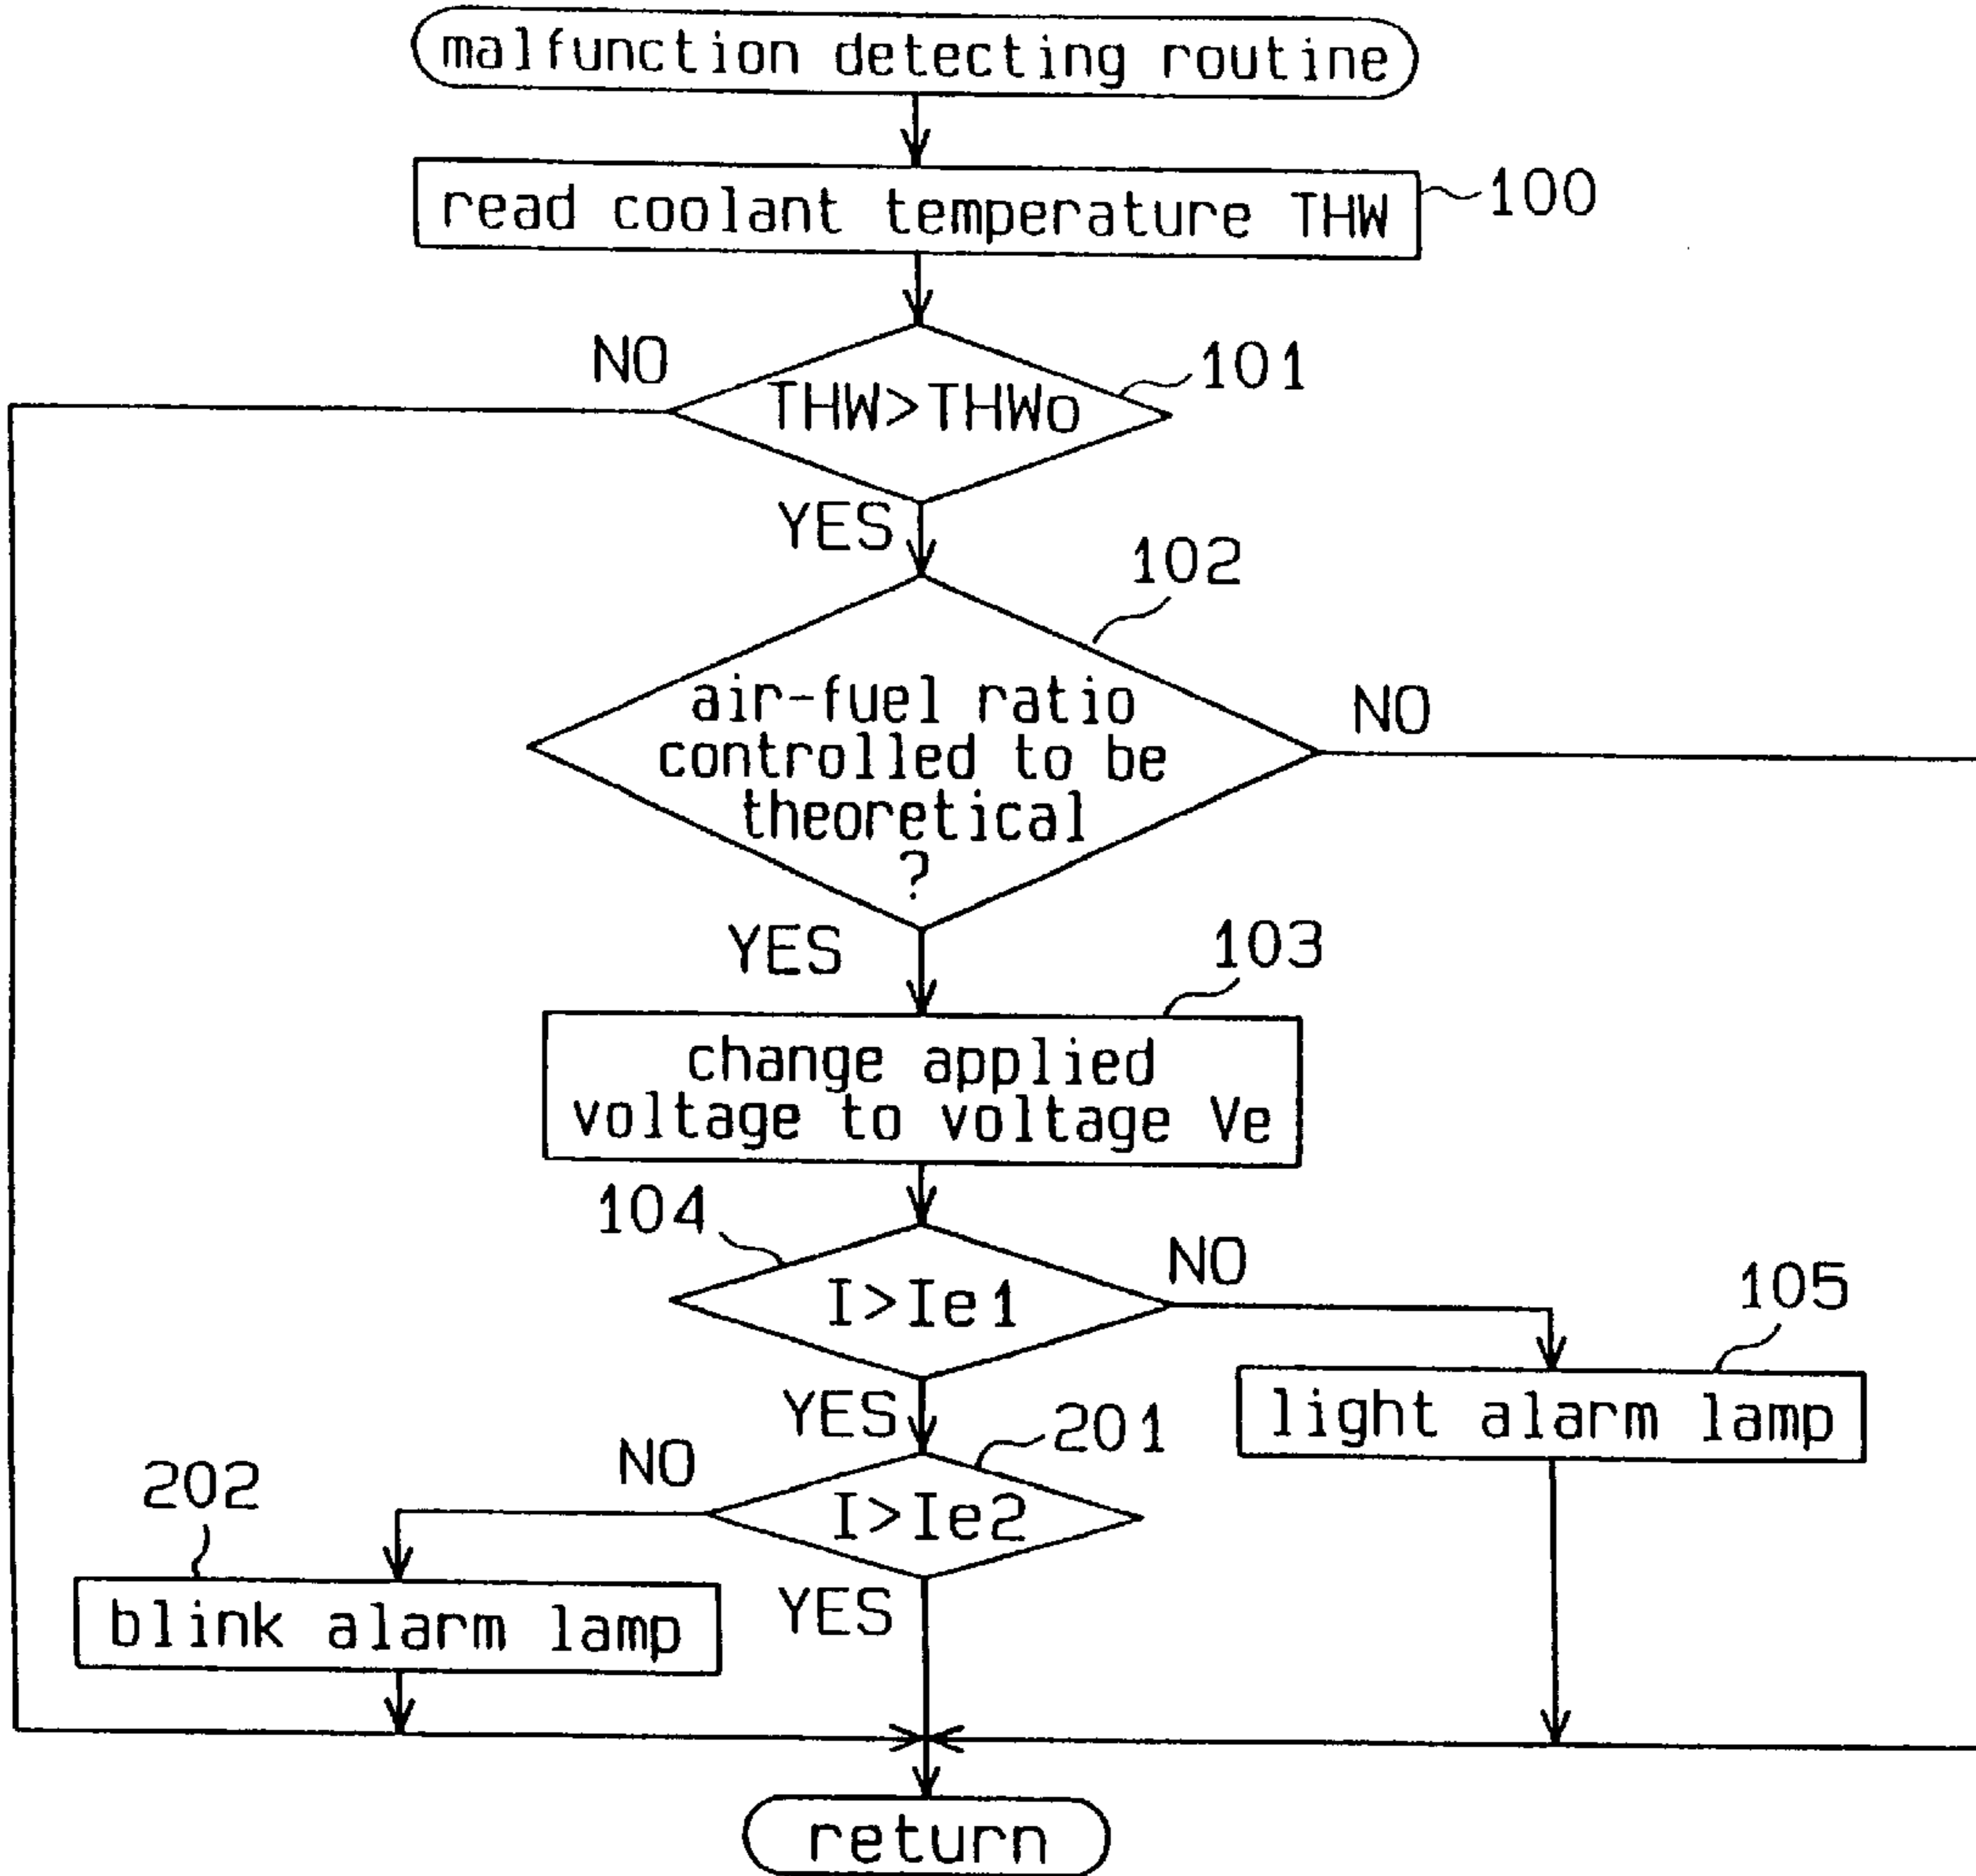 malfunction detecting routine
read coolant temperature THW
100
NO
THW>THWo
101
YES
102
air-fuel ratio
controlled to be
theoretical
?
NO
YES
103
change applied
voltage to voltage Ve
104
I>Ie1
NO
105
YES
light alarm lamp
201
NO
202
I>Ie2
YES
blink alarm lamp
return